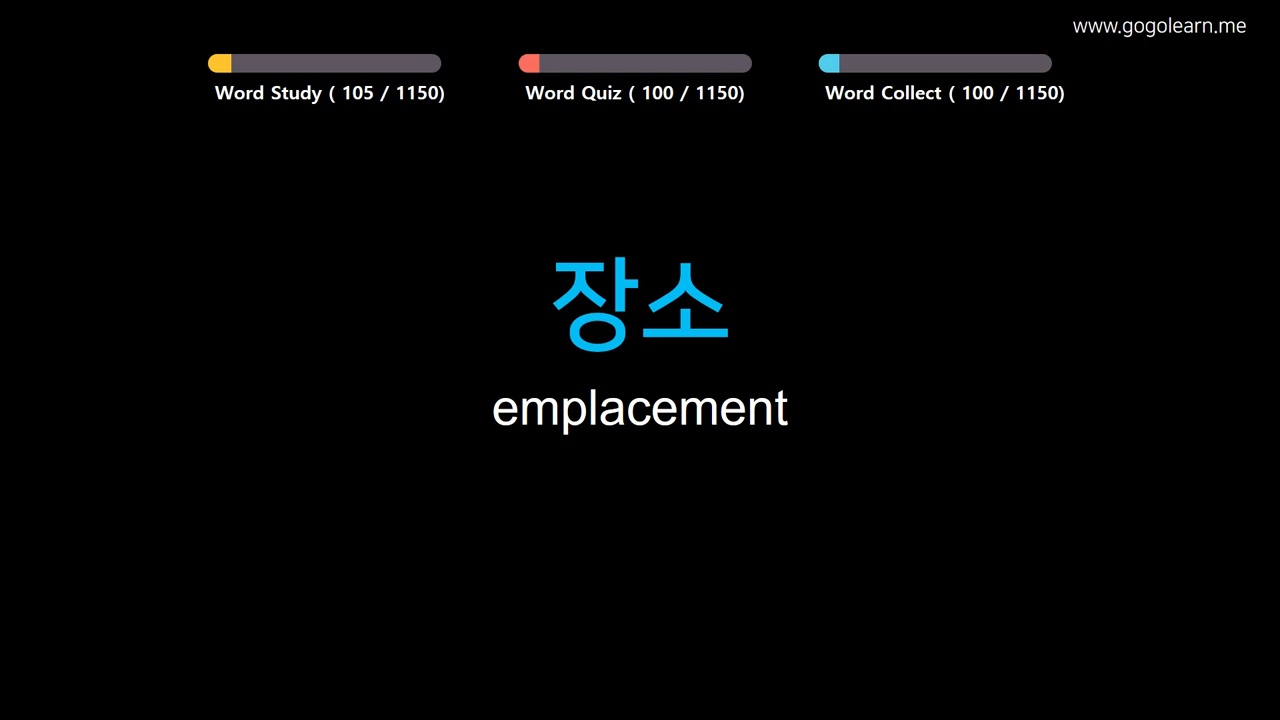 www.gogolearn.me
Word Study ( 105 / 1150)
Word Quiz ( 100 / 1150)
Word Collect ( 100 / 1150)
장소
emplacement